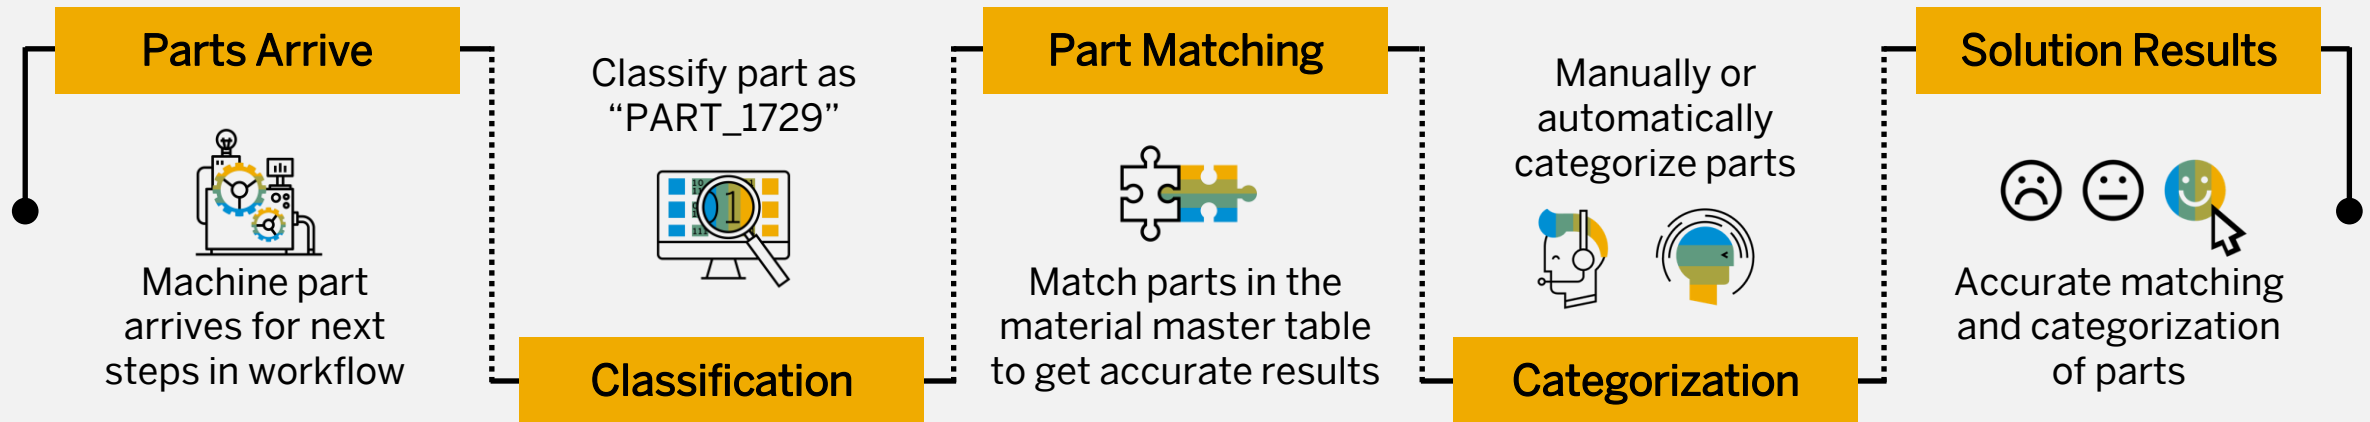 Parts Arrive
Machine part
arrives for next
steps in workflow
Classify part as
“PART_1729”
1
Classification
Part Matching
Match parts in the
material master table
to get accurate results
Manually or
automatically
categorize parts
Categorization
Solution Results
Accurate matching
and categorization
of parts